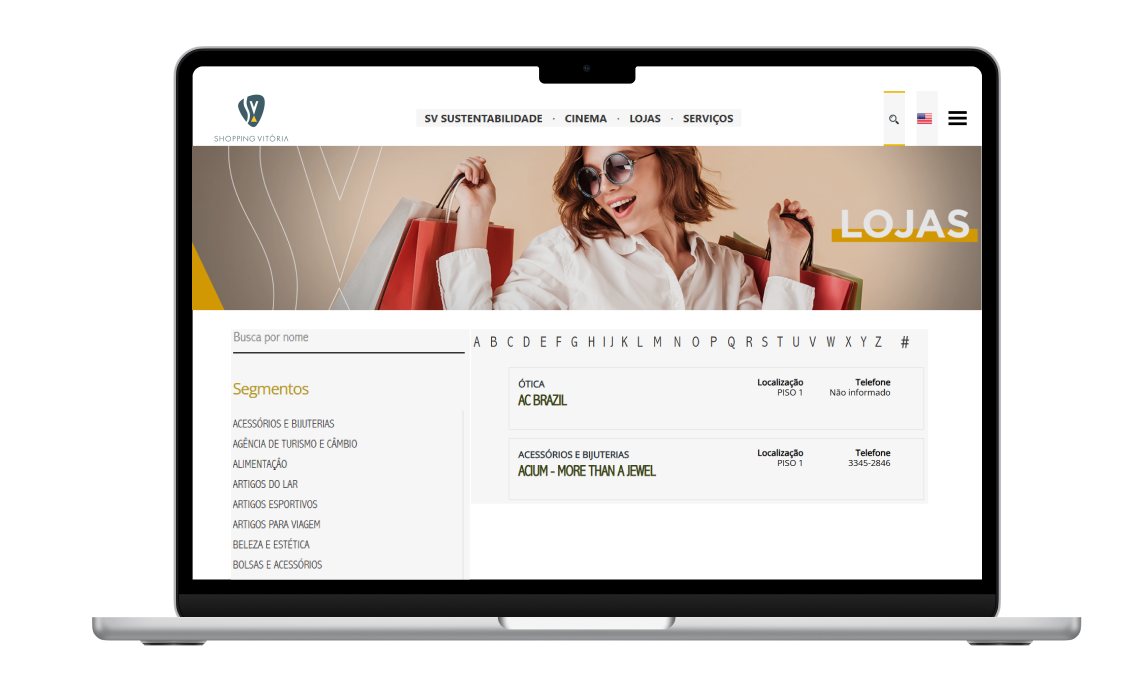 SV
SHOPPING VITÓRIA
SV SUSTENTABILIDADE · CINEMA · LOJAS · SERVIÇOS
LOJAS
Busca por nome
A B C D E F G H I J K L M N O P Q R S T U V W X Y Z #
Segmentos
ACESSÓRIOS E BIJUTERIAS
AGÊNCIA DE TURISMO E CÂMBIO
ALIMENTAÇÃO
ARTIGOS DO LAR
ARTIGOS ESPORTIVOS
ARTIGOS PARA VIAGEM
BELEZA E ESTÉTICA
BOLSAS E ACESSÓRIOS
ÓTICA
AC BRAZIL
Localização
PISO 1
Telefone
Não informado
ACESSÓRIOS E BIJUTERIAS
ACIUM - MORE THAN A JEWEL
Localização
PISO 1
Telefone
3345-2846